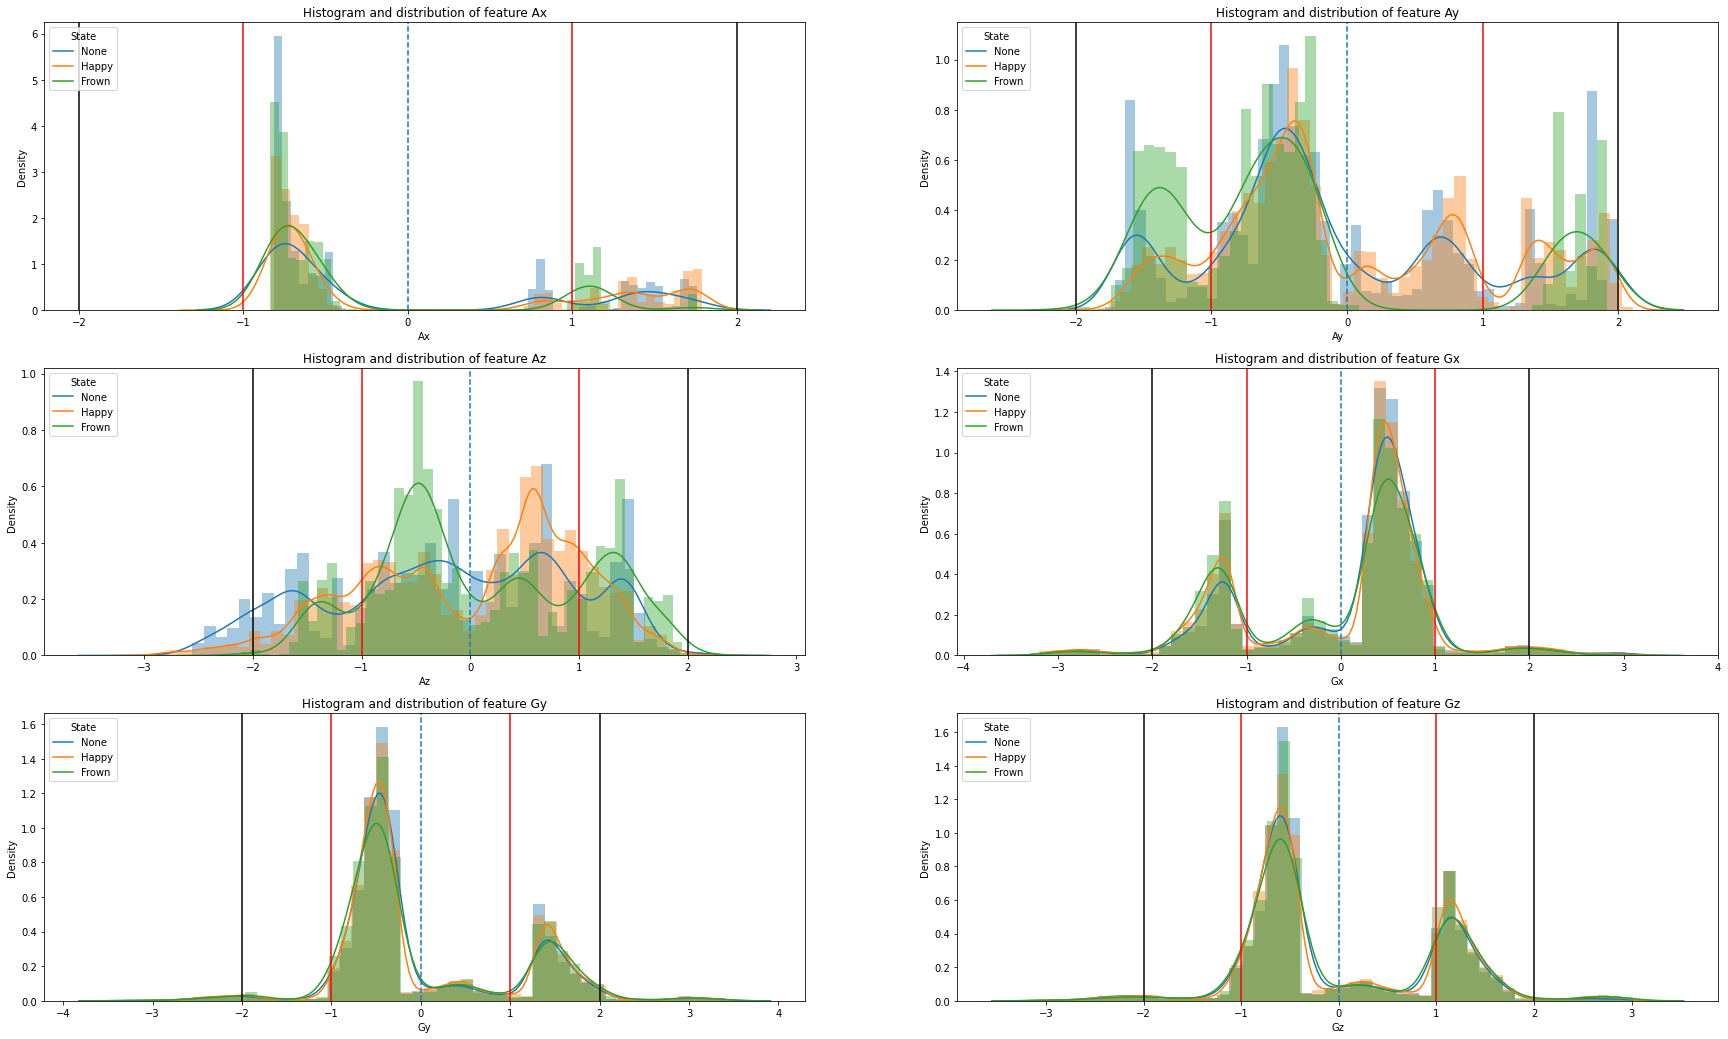 Histogram and distribution of feature Ax
State
None
Happy
Frown
Density
0
1
2
3
4
5
6
−2
−1
0
1
2
Ax
Histogram and distribution of feature Ay
State
None
Happy
Frown
Density
0.0
0.2
0.4
0.6
0.8
1.0
−2
−1
0
1
2
Ay
Histogram and distribution of feature Az
State
None
Happy
Frown
Density
0.0
0.2
0.4
0.6
0.8
1.0
−3
−2
−1
0
1
2
3
Az
Histogram and distribution of feature Gx
State
None
Happy
Frown
Density
0.0
0.2
0.4
0.6
0.8
1.0
1.2
1.4
−4
−3
−2
−1
0
1
2
3
4
Gx
Histogram and distribution of feature Gy
State
None
Happy
Frown
Density
0.0
0.2
0.4
0.6
0.8
1.0
1.2
1.4
1.6
−4
−3
−2
−1
0
1
2
3
4
Gy
Histogram and distribution of feature Gz
State
None
Happy
Frown
Density
0.0
0.2
0.4
0.6
0.8
1.0
1.2
1.4
1.6
−3
−2
−1
0
1
2
3
Gz